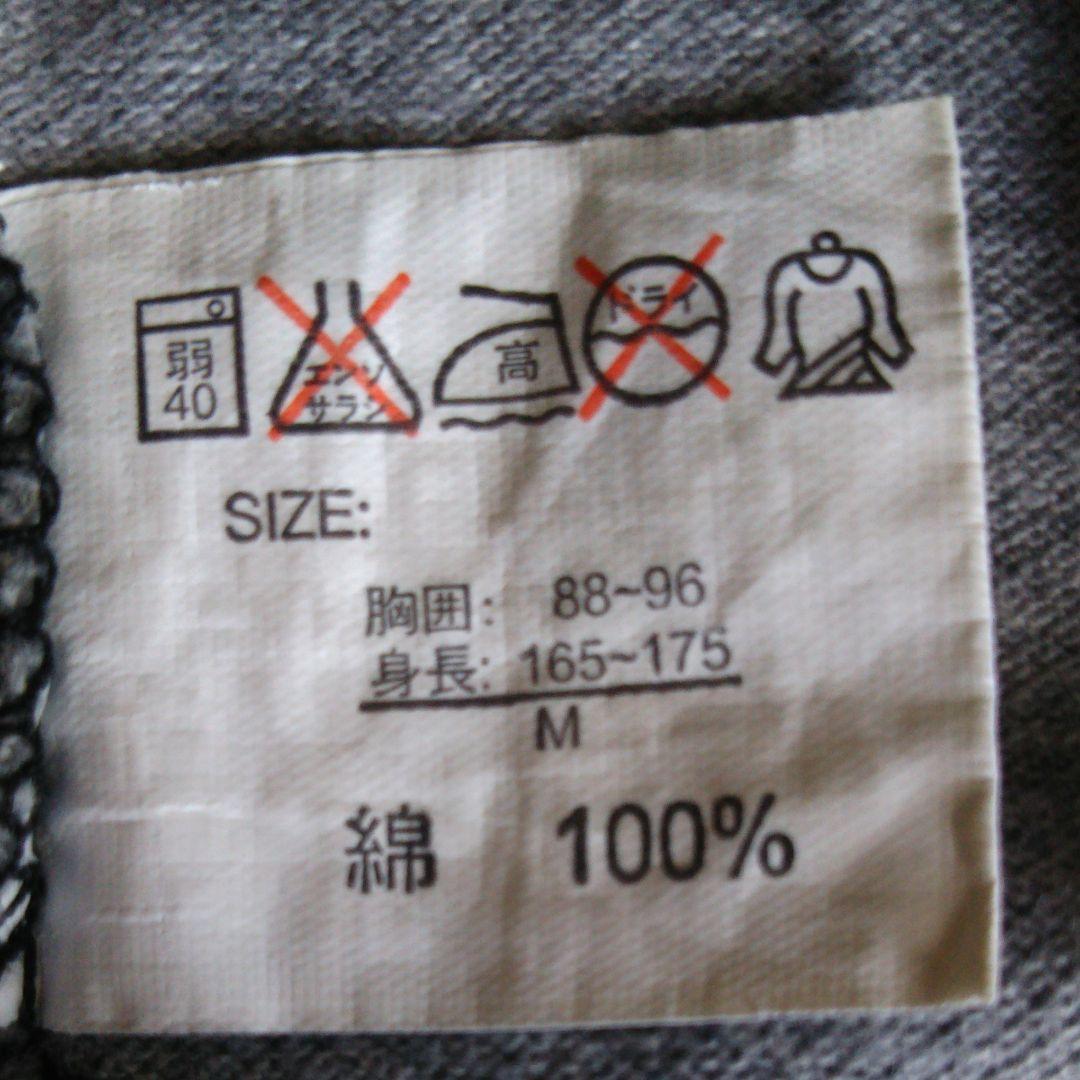 弱
40
エンソ
サラシ
高
ドライ
SIZE:
胸囲: 88~96
身長: 165~175
M
綿 100%